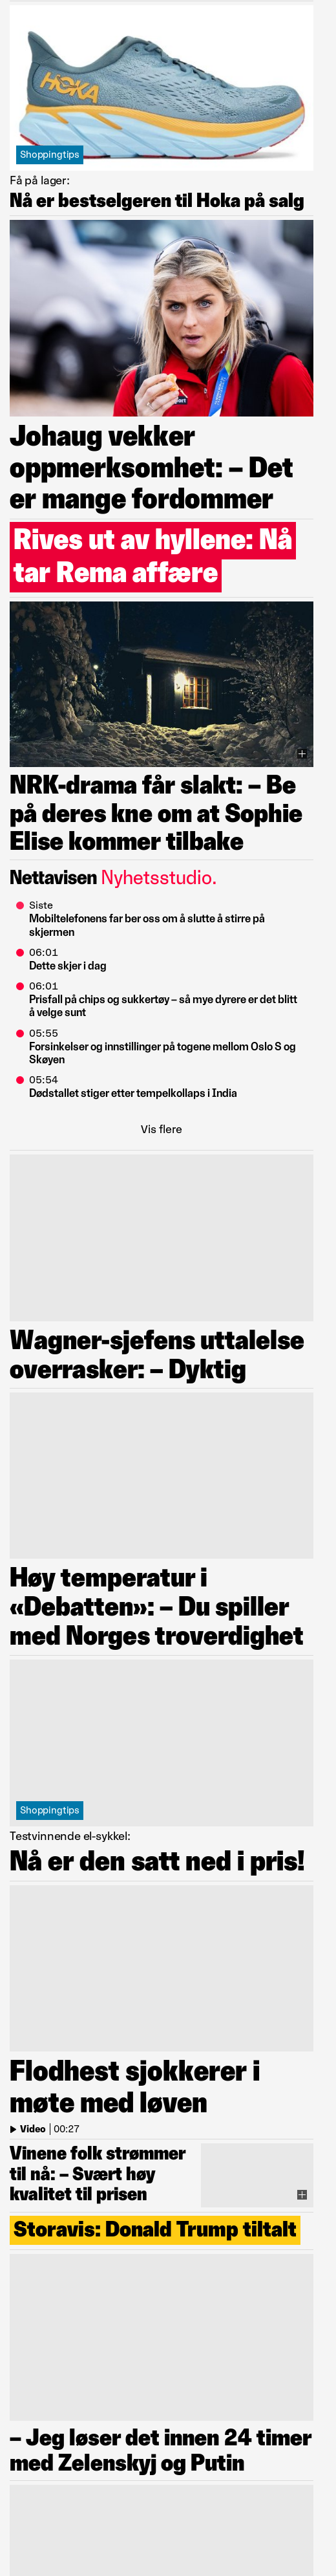 HOKA
Shoppingtips
Få på lager:
Nå er bestselgeren til Hoka på salg
Johaug vekker
oppmerksomhet: – Det
er mange fordommer
Rives ut av hyllene: Nå
tar Rema affære
NRK-drama får slakt: – Be
på deres kne om at Sophie
Elise kommer tilbake
Nettavisen Nyhetsstudio.
Siste
Mobiltelefonens far ber oss om å slutte å stirre på
skjermen
06:01
Dette skjer i dag
06:01
Prisfall på chips og sukkertøy – så mye dyrere er det blitt
å velge sunt
05:55
Forsinkelser og innstillinger på togene mellom Oslo S og
Skøyen
05:54
Dødstallet stiger etter tempelkollaps i India
Vis flere
Wagner-sjefens uttalelse
overrasker: – Dyktig
Høy temperatur i
«Debatten»: – Du spiller
med Norges troverdighet
Shoppingtips
Testvinnende el-sykkel:
Nå er den satt ned i pris!
Flodhest sjokkerer i
møte med løven
Video | 00:27
Vinene folk strømmer
til nå: – Svært høy
kvalitet til prisen
Storavis: Donald Trump tiltalt
– Jeg løser det innen 24 timer
med Zelenskyj og Putin